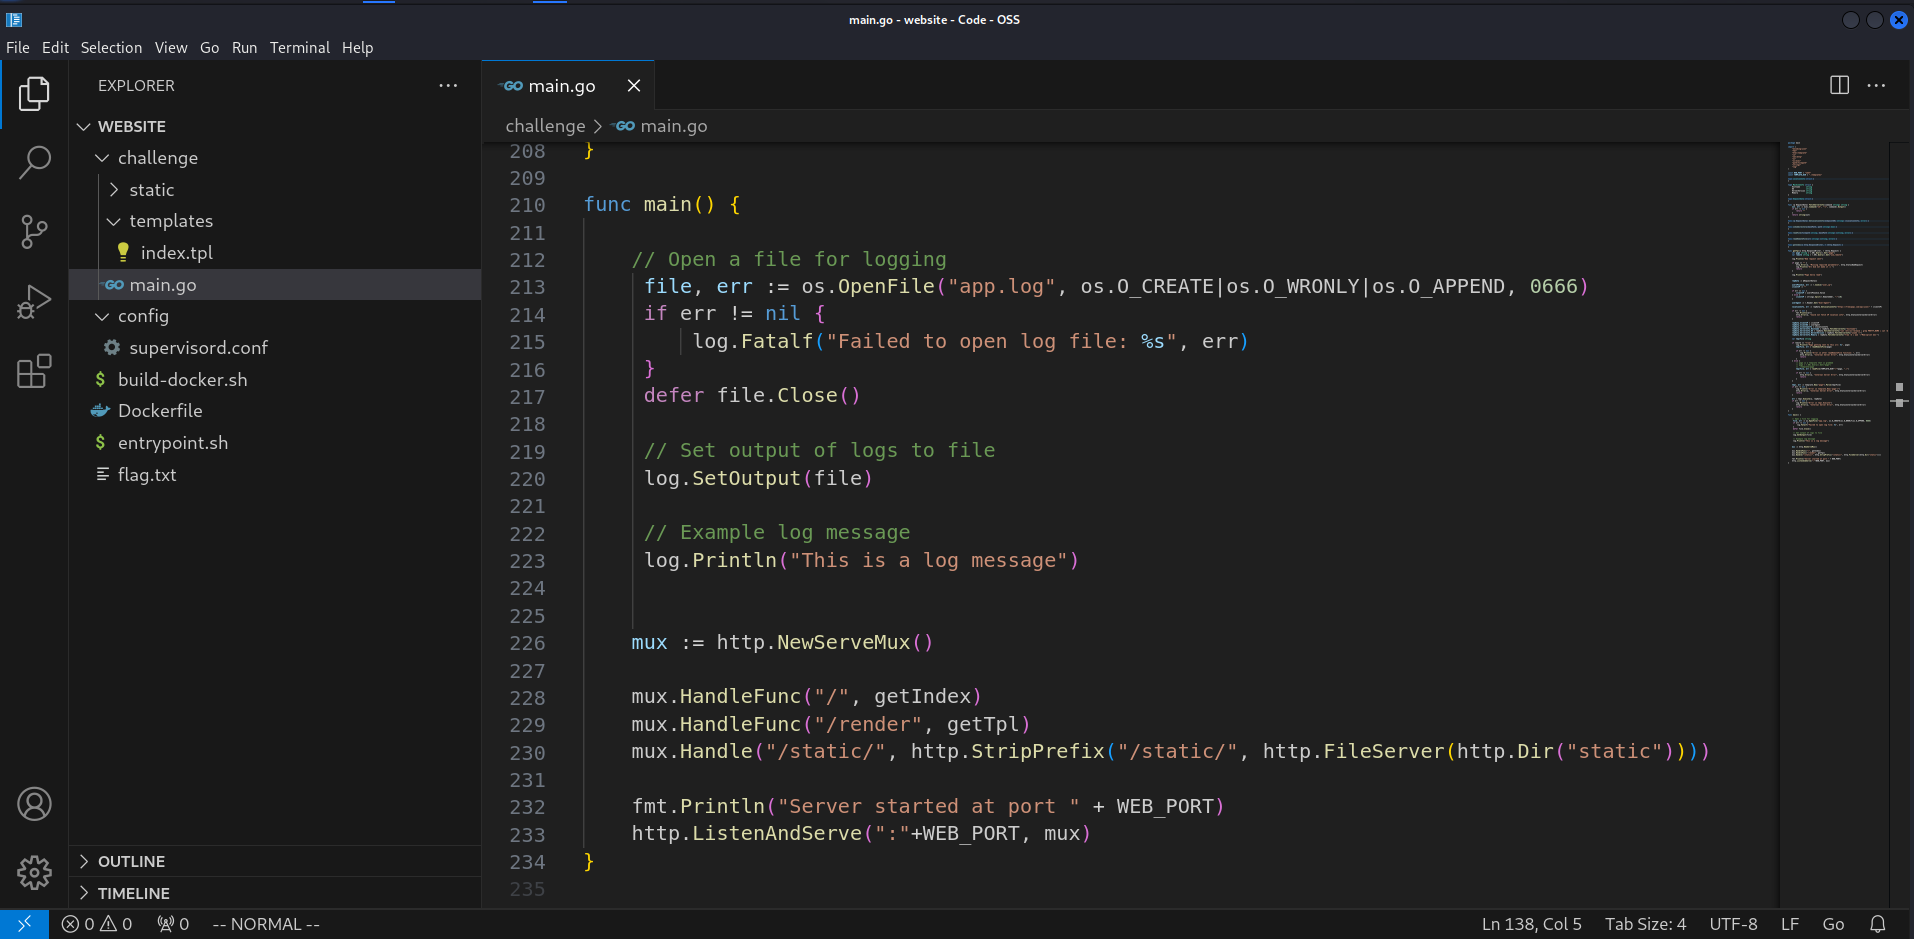 main.go - website - Code - OSS
File Edit Selection View Go Run Terminal Help
EXPLORER
WEBSITE
challenge
static
templates
index.tpl
GO main.go
config
supervisord.conf
$ build-docker.sh
Dockerfile
$ entrypoint.sh
flag.txt
OUTLINE
TIMELINE
GO main.go
challenge > GO main.go
208 }
209
210 func main() {
211
212 // Open a file for logging
213 file, err := os.OpenFile("app.log", os.O_CREATE|os.O_WRONLY|os.O_APPEND, 0666)
214 if err != nil {
215 log.Fatalf("Failed to open log file: %s", err)
216 }
217 defer file.Close()
218
219 // Set output of logs to file
220 log.SetOutput(file)
221
222 // Example log message
223 log.Println("This is a log message")
224
225
226 mux := http.NewServeMux()
227
228 mux.HandleFunc("/", getIndex)
229 mux.HandleFunc("/render", getTpl)
230 mux.Handle("/static/", http.StripPrefix("/static/", http.FileServer(http.Dir("static"))))
231
232 fmt.Println("Server started at port " + WEB_PORT)
233 http.ListenAndServe(":"+WEB_PORT, mux)
234 }
235
0 0 0 -- NORMAL -- Ln 138, Col 5 Tab Size: 4 UTF-8 LF Go